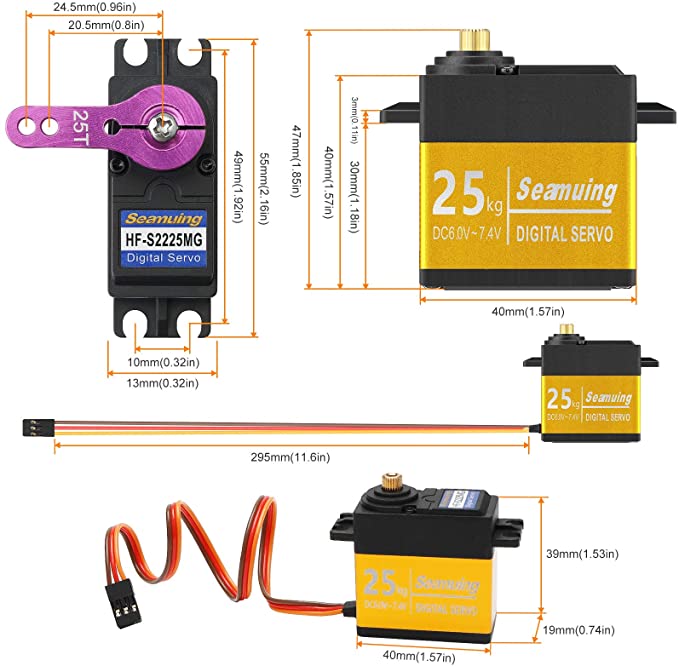 24.5mm(0.96in)
20.5mm(0.8in)
25T
49mm(1.92in)
55mm(2.16in)
Seamuing
HF-S2225MG
Digital Servo
10mm(0.32in)
13mm(0.32in)
47mm(1.85in)
40mm(1.57in)
3mm(0.11in)
30mm(1.18in)
25kg
Seamuing
DC6.0V~7.4V
DIGITAL SERVO
40mm(1.57in)
295mm(11.6in)
25kg
Seamuing
DC6.0V~7.4V
DIGITAL SERVO
25kg
Seamuing
DC6.0V~7.4V
DIGITAL SERVO
39mm(1.53in)
19mm(0.74in)
40mm(1.57in)